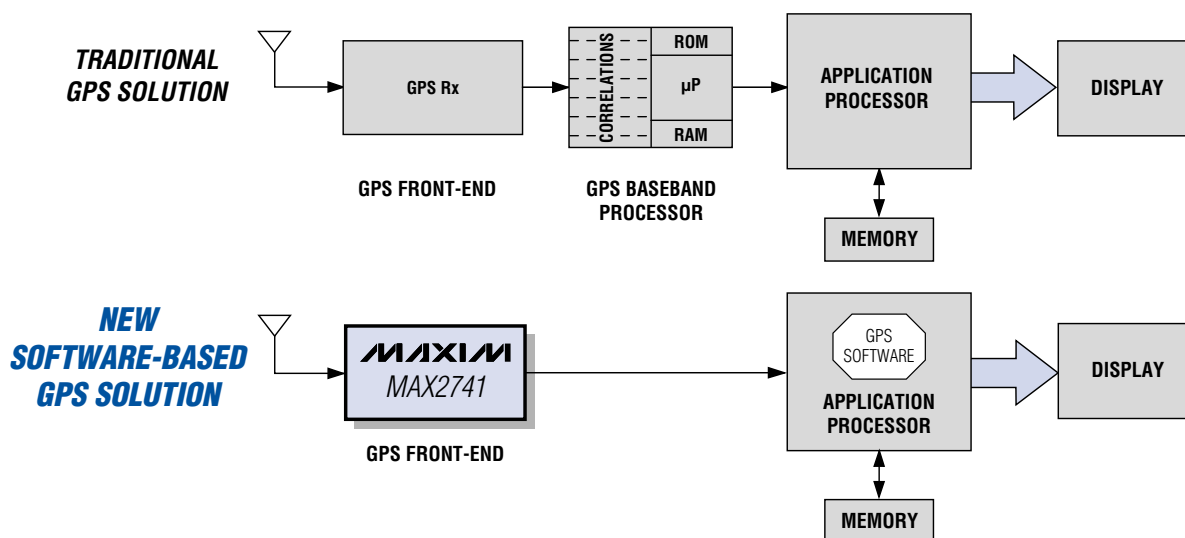 TRADITIONAL
GPS SOLUTION
GPS Rx
GPS FRONT-END
CORRELATIONS
ROM
µP
RAM
GPS BASEBAND
PROCESSOR
APPLICATION
PROCESSOR
MEMORY
DISPLAY
NEW
SOFTWARE-BASED
GPS SOLUTION
MAXIM
MAX2741
GPS FRONT-END
GPS
SOFTWARE
APPLICATION
PROCESSOR
MEMORY
DISPLAY